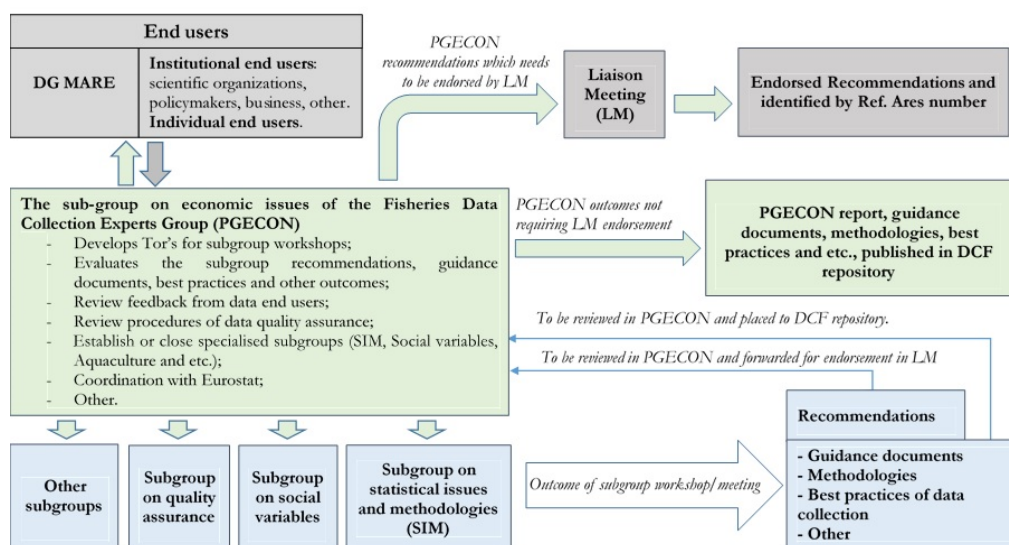 End users
DG MARE
Institutional end users:
scientific organizations,
policymakers, business, other.
Individual end users.
PGECON
recommendations which needs
to be endorsed by LM
Liaison
Meeting
(LM)
Endorsed Recommendations and
identified by Ref. Ares number
The sub-group on economic issues of the Fisheries Data
Collection Experts Group (PGECON)
- Develops Tor's for subgroup workshops;
- Evaluates the subgroup recommendations, guidance
documents, best practices and other outcomes;
- Review feedback from data end users;
- Review procedures of data quality assurance;
- Establish or close specialised subgroups (SIM, Social variables,
Aquaculture and etc.);
- Coordination with Eurostat;
- Other.
PGECON outcomes not
requiring LM endorsement
PGECON report, guidance
documents, methodologies, best
practices and etc., published in DCF
repository
To be reviewed in PGECON and placed to DCF repository.
To be reviewed in PGECON and forwarded for endorsement in LM
Other
subgroups
Subgroup
on quality
assurance
Subgroup
on social
variables
Subgroup on
statistical issues
and methodologies
(SIM)
Outcome of subgroup workshop/meeting
Recommendations
- Guidance documents
- Methodologies
- Best practices of data
collection
- Other